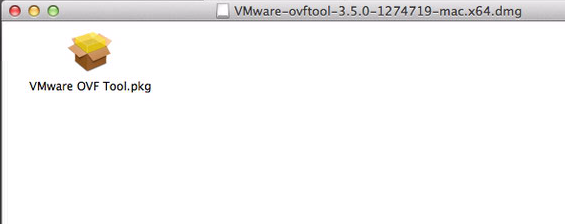 VMware-ovftool-3.5.0-1274719-mac.x64.dmg
VMware OVF Tool.pkg